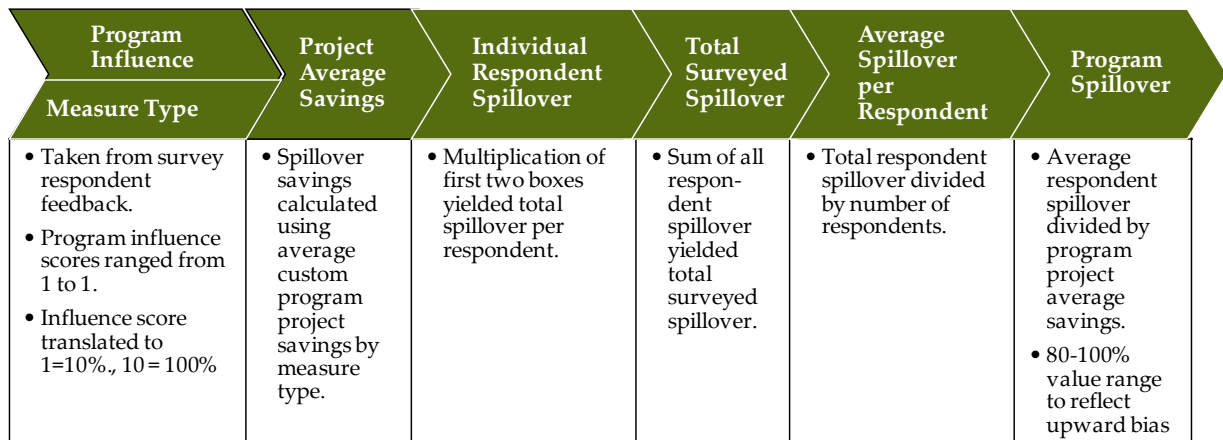 Program
Influence
Measure Type
Project
Average
Savings
Individual
Respondent
Spillover
Total
Surveyed
Spillover
Average
Spillover
per
Respondent
Program
Spillover
• Taken from survey
respondent
feedback.
• Program influence
scores ranged from
1 to 1.
• Influence score
translated to
1=10%., 10 = 100%
• Spillover
savings
calculated
using
average
custom
program
project
savings by
measure
type.
• Multiplication of
first two boxes
yielded total
spillover per
respondent.
• Sum of all
respon-
dent
spillover
yielded
total
surveyed
spillover.
• Total respondent
spillover divided
by number of
respondents.
• Average
respondent
spillover
divided by
program
project
average
savings.
• 80-100%
value range
to reflect
upward bias